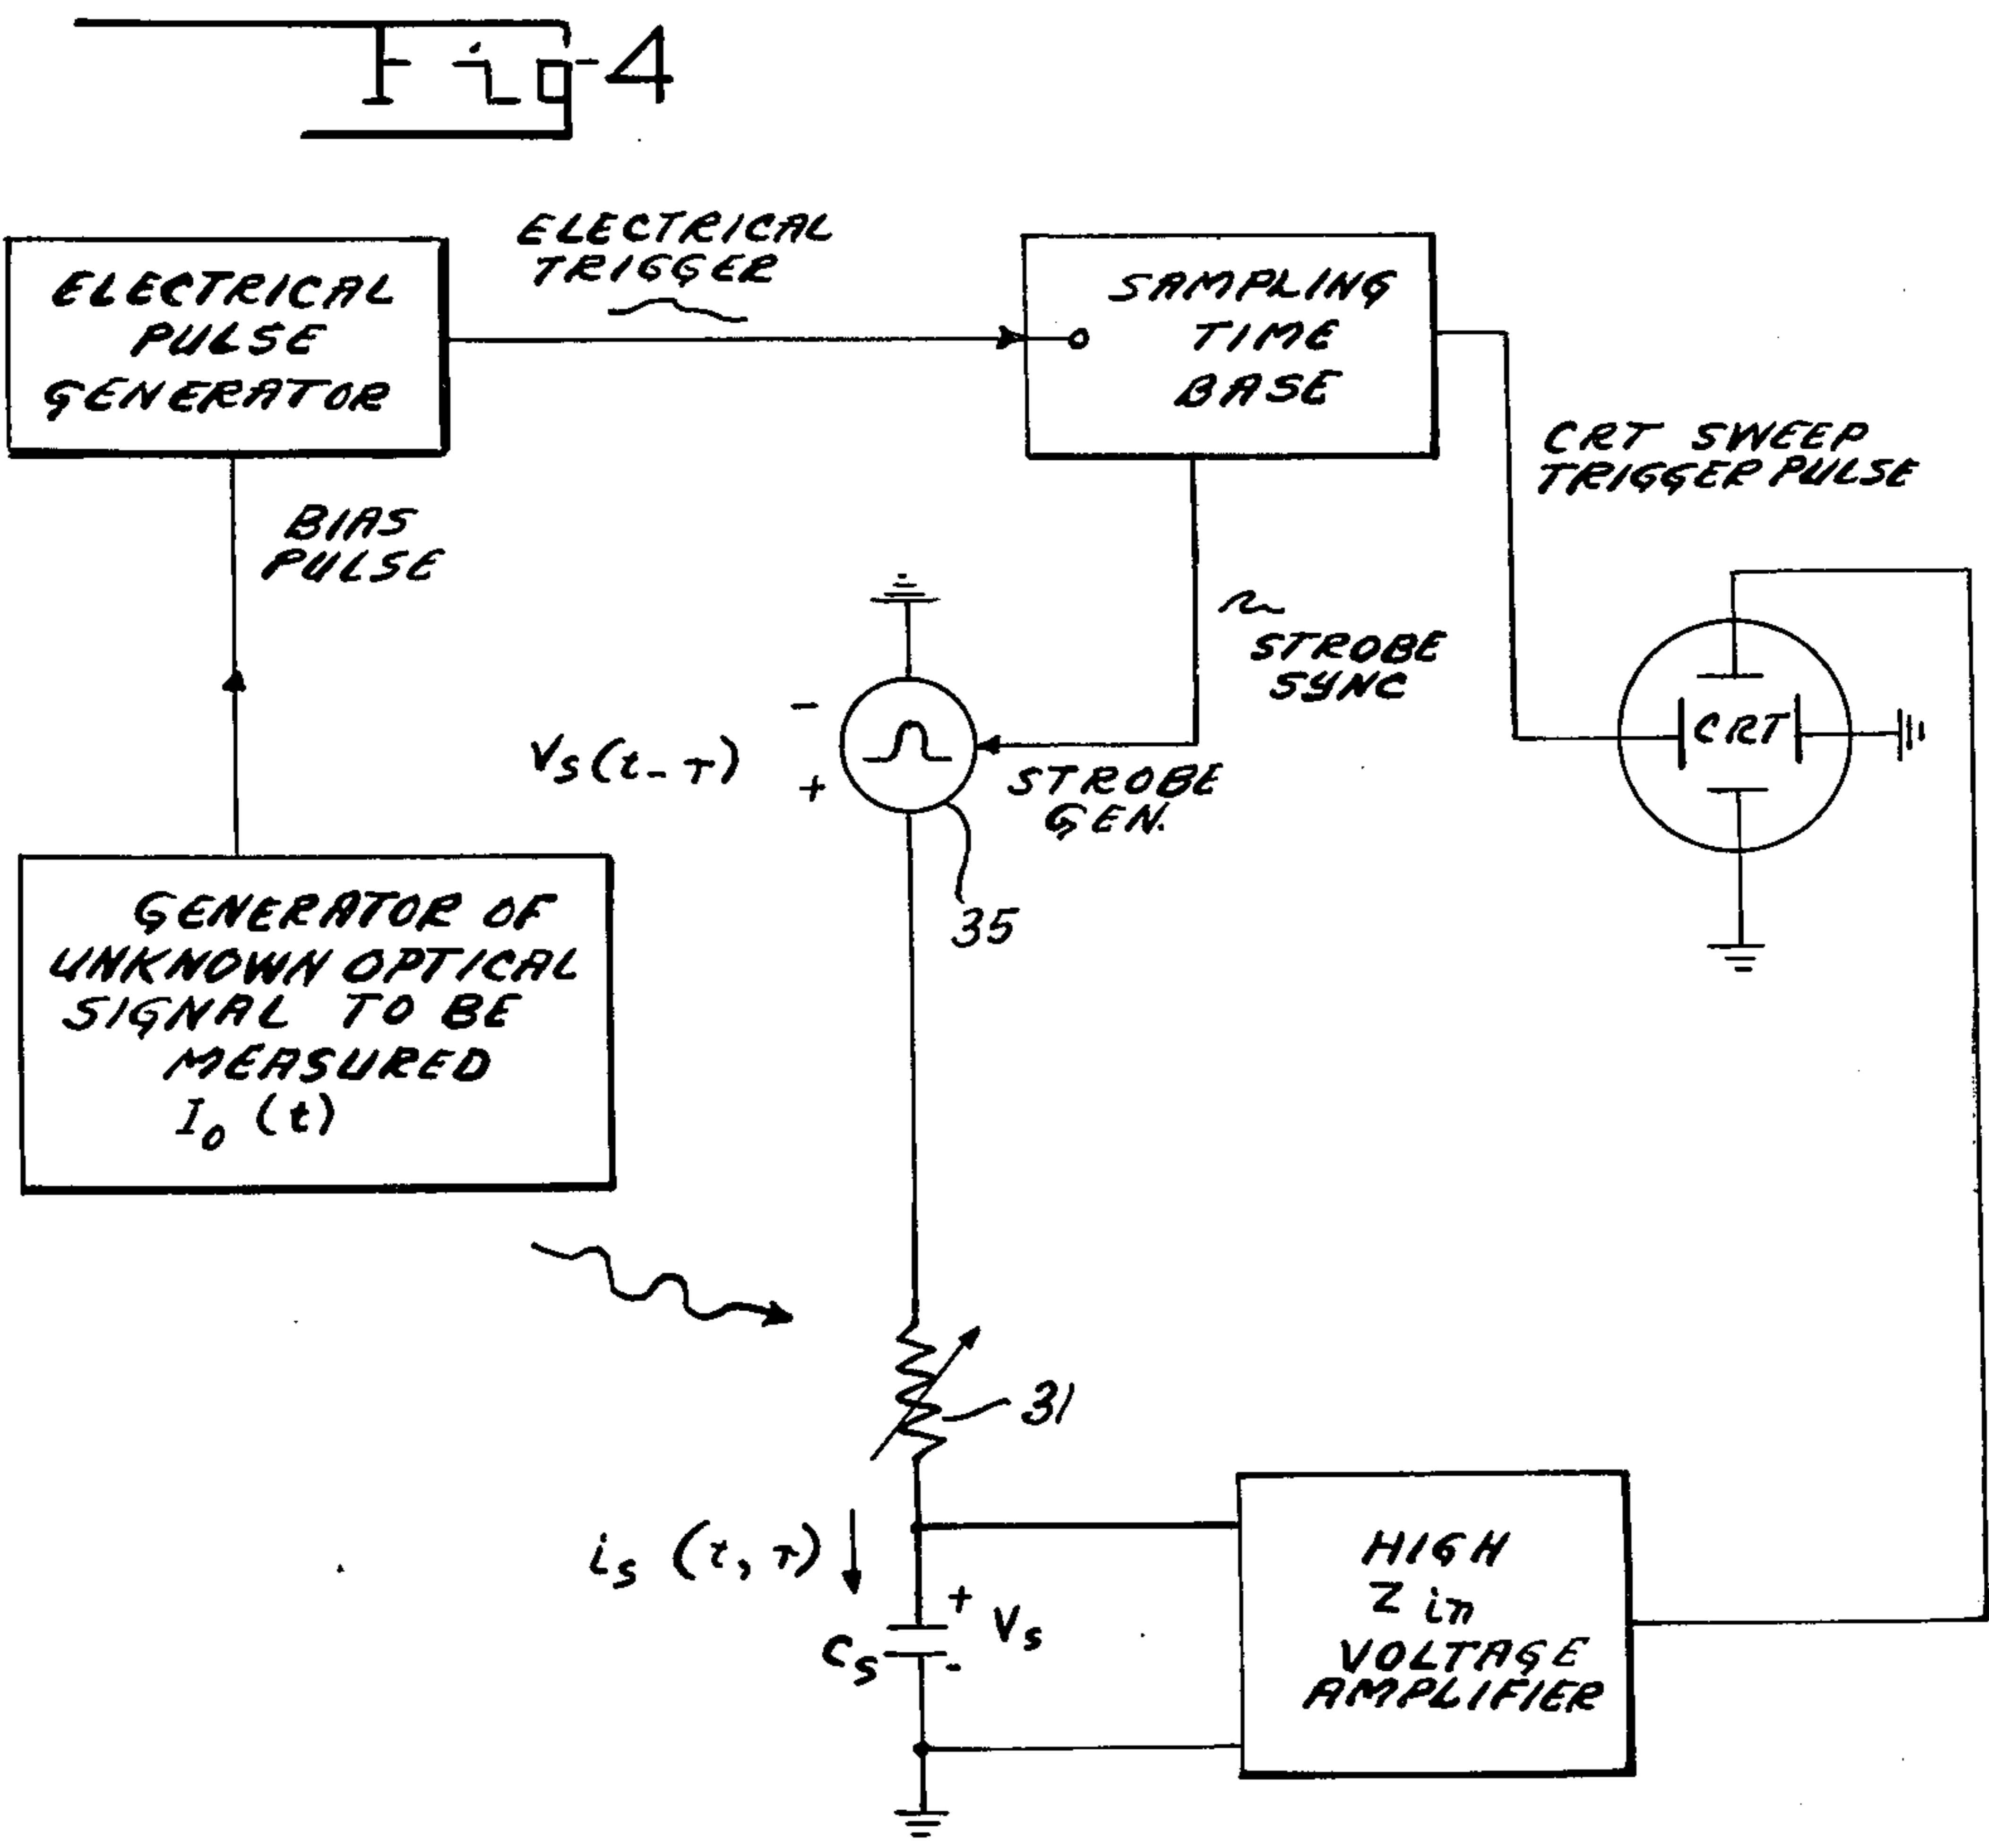 Fig-4
ELECTRICAL
PULSE
GENERATOR
ELECTRICAL
TRIGGER
SAMPLING
TIME
BASE
CRT SWEEP
TRIGGER PULSE
BIAS
PULSE
STROBE
SYNC
CRT
-
Vs(t-τ)
+
STROBE
GEN.
35
GENERATOR OF
UNKNOWN OPTICAL
SIGNAL TO BE
MEASURED
I₀ (t)
31
is (t, τ)
+
Vs
Cs
-
HIGH
Z in
VOLTAGE
AMPLIFIER